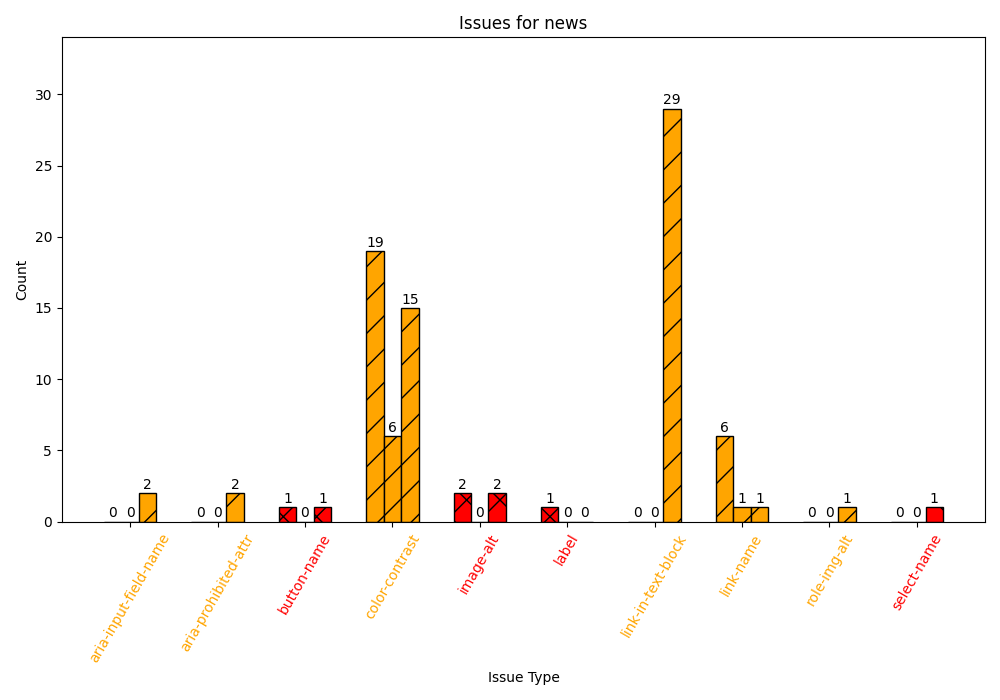 Issues for news
Count
30
25
20
15
10
5
0
0 0 2
0 0 2
1 0 1
19 6 15
2 0 2
1 0 0
0 0 29
6 1 1
0 0 1
0 0 1
aria-input-field-name
aria-prohibited-attr
button-name
color-contrast
image-alt
label
link-in-text-block
link-name
role-img-alt
select-name
Issue Type